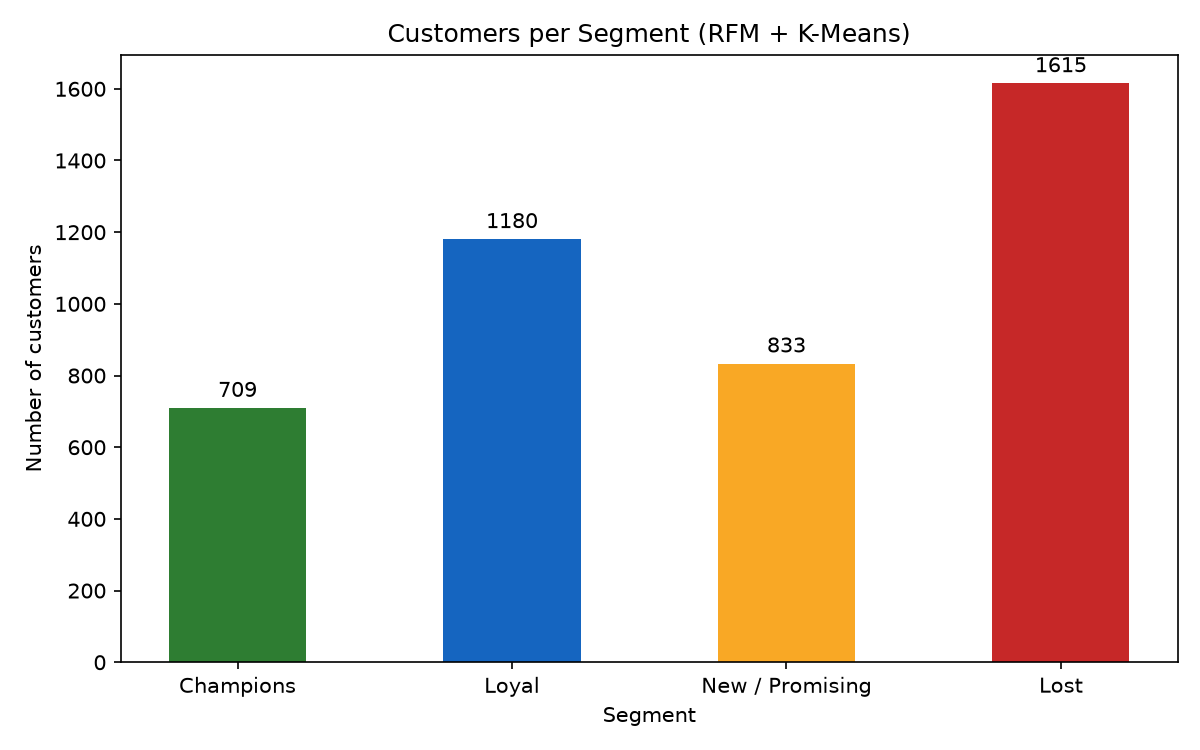 Customers per Segment (RFM + K-Means)
Number of customers
1600
1400
1200
1000
800
600
400
200
0
709
1180
833
1615
Champions
Loyal
New / Promising
Lost
Segment